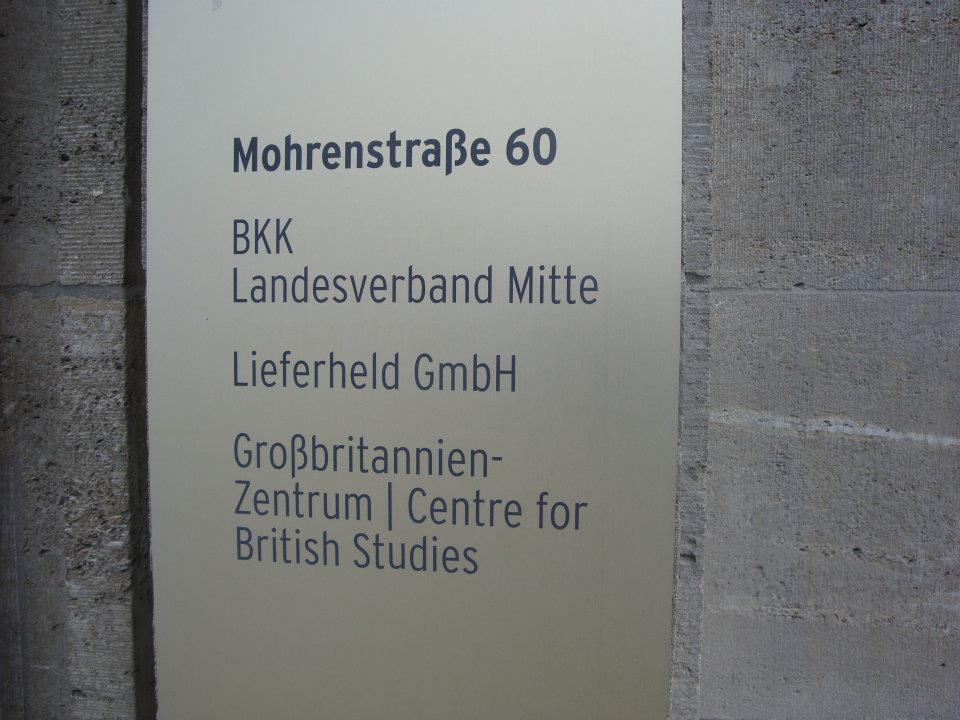 Mohrenstraße 60
BKK
Landesverband Mitte
Lieferheld GmbH
Großbritannien-
Zentrum | Centre for
British Studies